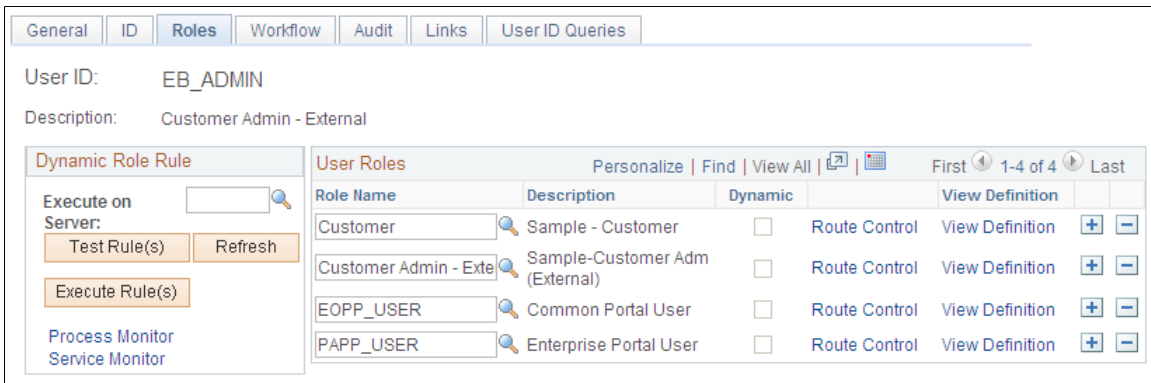 General ID Roles Workflow Audit Links User ID Queries
User ID: EB_ADMIN
Description: Customer Admin - External
Dynamic Role Rule
Execute on
Server:
Test Rule(s) Refresh
Execute Rule(s)
Process Monitor
Service Monitor
User Roles Personalize | Find | View All | | First 1-4 of 4 Last
Role Name Description Dynamic View Definition
Customer Sample - Customer Route Control View Definition + -
Customer Admin - Exte Sample-Customer Adm
(External) Route Control View Definition + -
EOPP_USER Common Portal User Route Control View Definition + -
PAPP_USER Enterprise Portal User Route Control View Definition + -